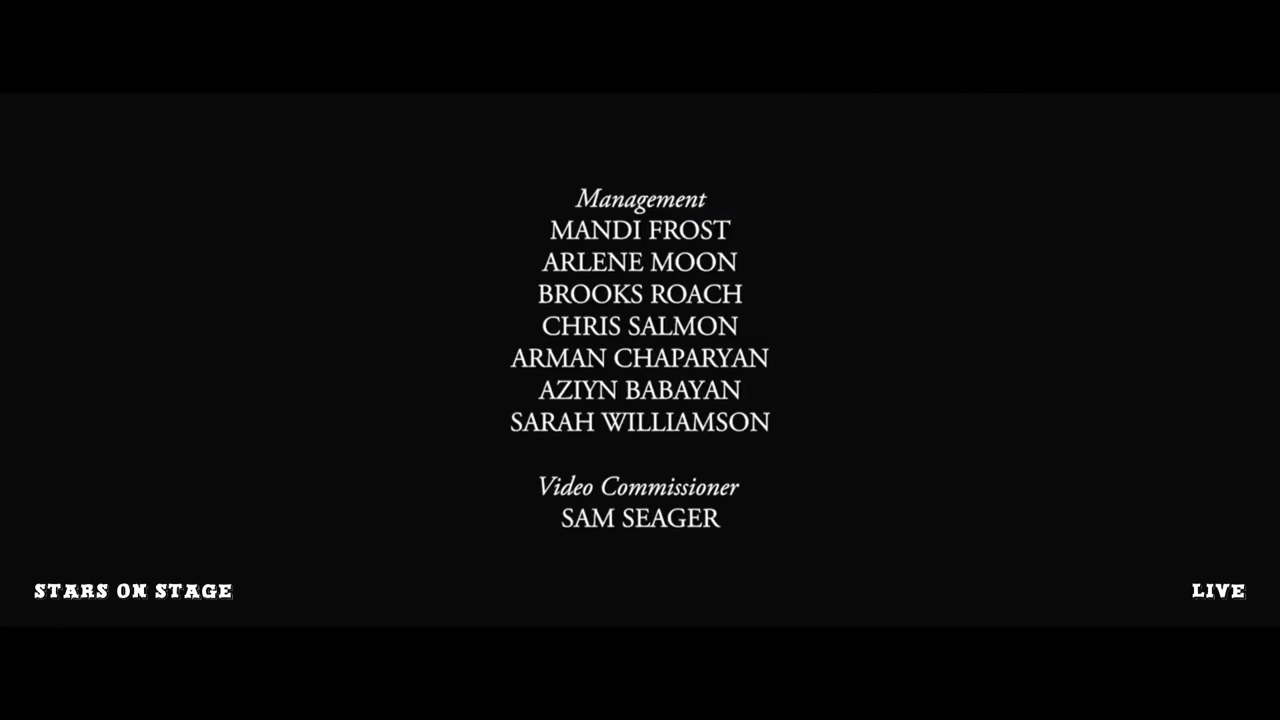 Management
MANDI FROST
ARLENE MOON
BROOKS ROACH
CHRIS SALMON
ARMAN CHAPARYAN
AZIYN BABAYAN
SARAH WILLIAMSON
Video Commissioner
SAM SEAGER
STARS ON STAGE
LIVE